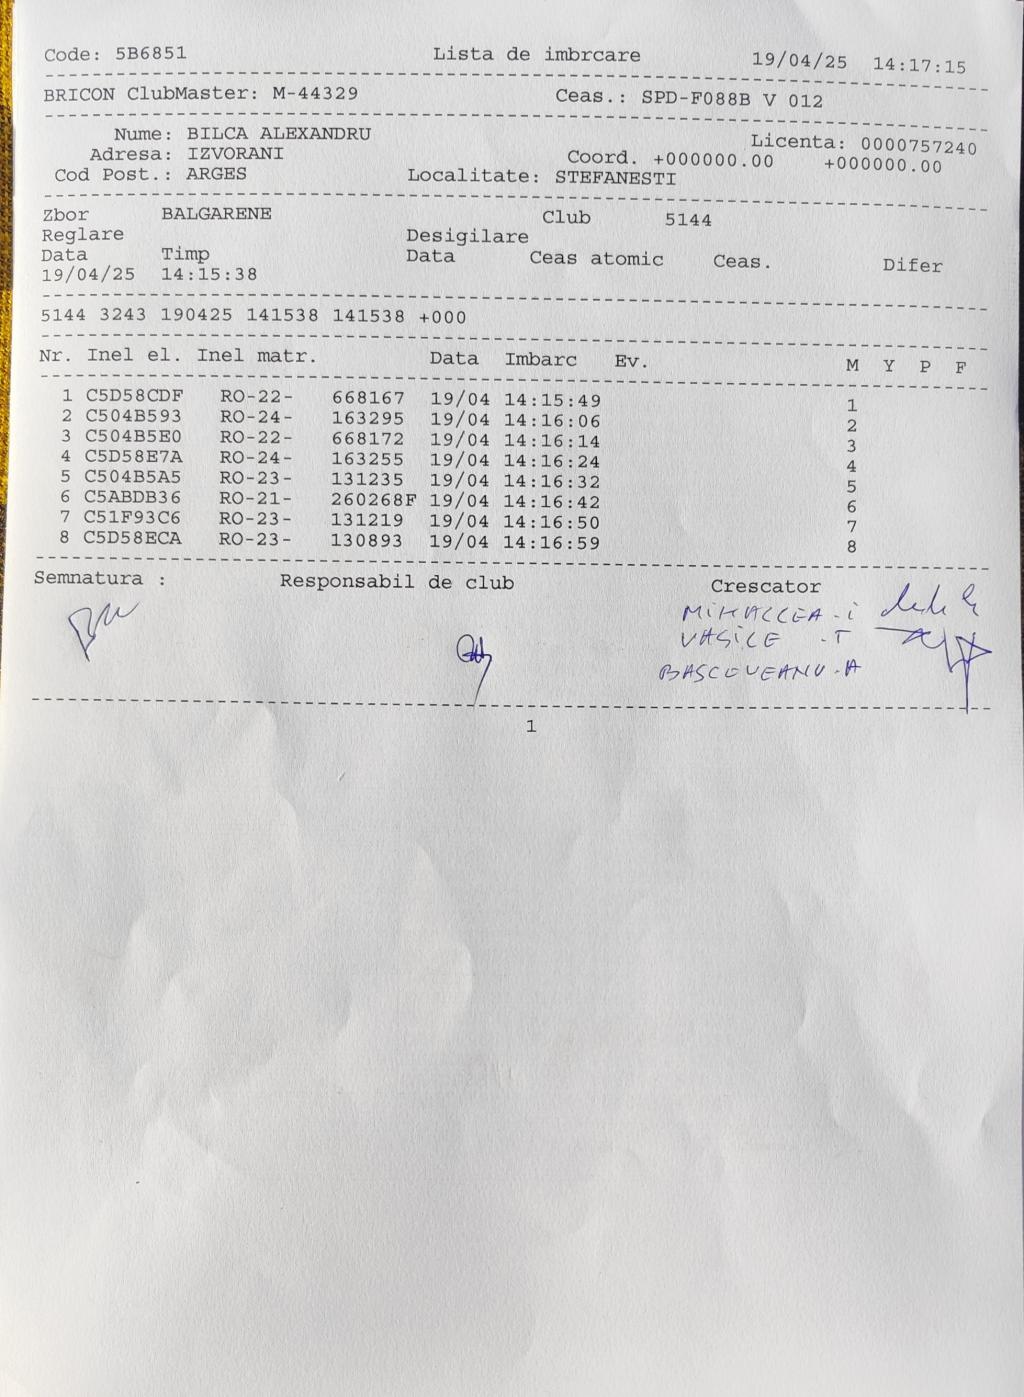 Code: 5B6851 Lista de imbrcare 19/04/25 14:17:15
BRICON ClubMaster: M-44329 Ceas.: SPD-F088B V 012
Nume: BILCA ALEXANDRU Licenta: 0000757240
Adresa: IZVORANI Coord. +000000.00 +000000.00
Cod Post.: ARGES Localitate: STEFANESTI
Zbor BALGARENE Club 5144
Reglare Desigilare
Data Timp Data Ceas atomic Ceas. Difer
19/04/25 14:15:38
5144 3243 190425 141538 141538 +000
Nr. Inel el. Inel matr. Data Imbarc Ev. M Y P F
1 C5D58CDF RO-22- 668167 19/04 14:15:49 1
2 C504B593 RO-24- 163295 19/04 14:16:06 2
3 C504B5E0 RO-22- 668172 19/04 14:16:14 3
4 C5D58E7A RO-24- 163255 19/04 14:16:24 4
5 C504B5A5 RO-23- 131235 19/04 14:16:32 5
6 C5ABDB36 RO-21- 260268F 19/04 14:16:42 6
7 C51F93C6 RO-23- 131219 19/04 14:16:50 7
8 C5D58ECA RO-23- 130893 19/04 14:16:59 8
Semnatura : Responsabil de club Crescator
VASILE -T
1